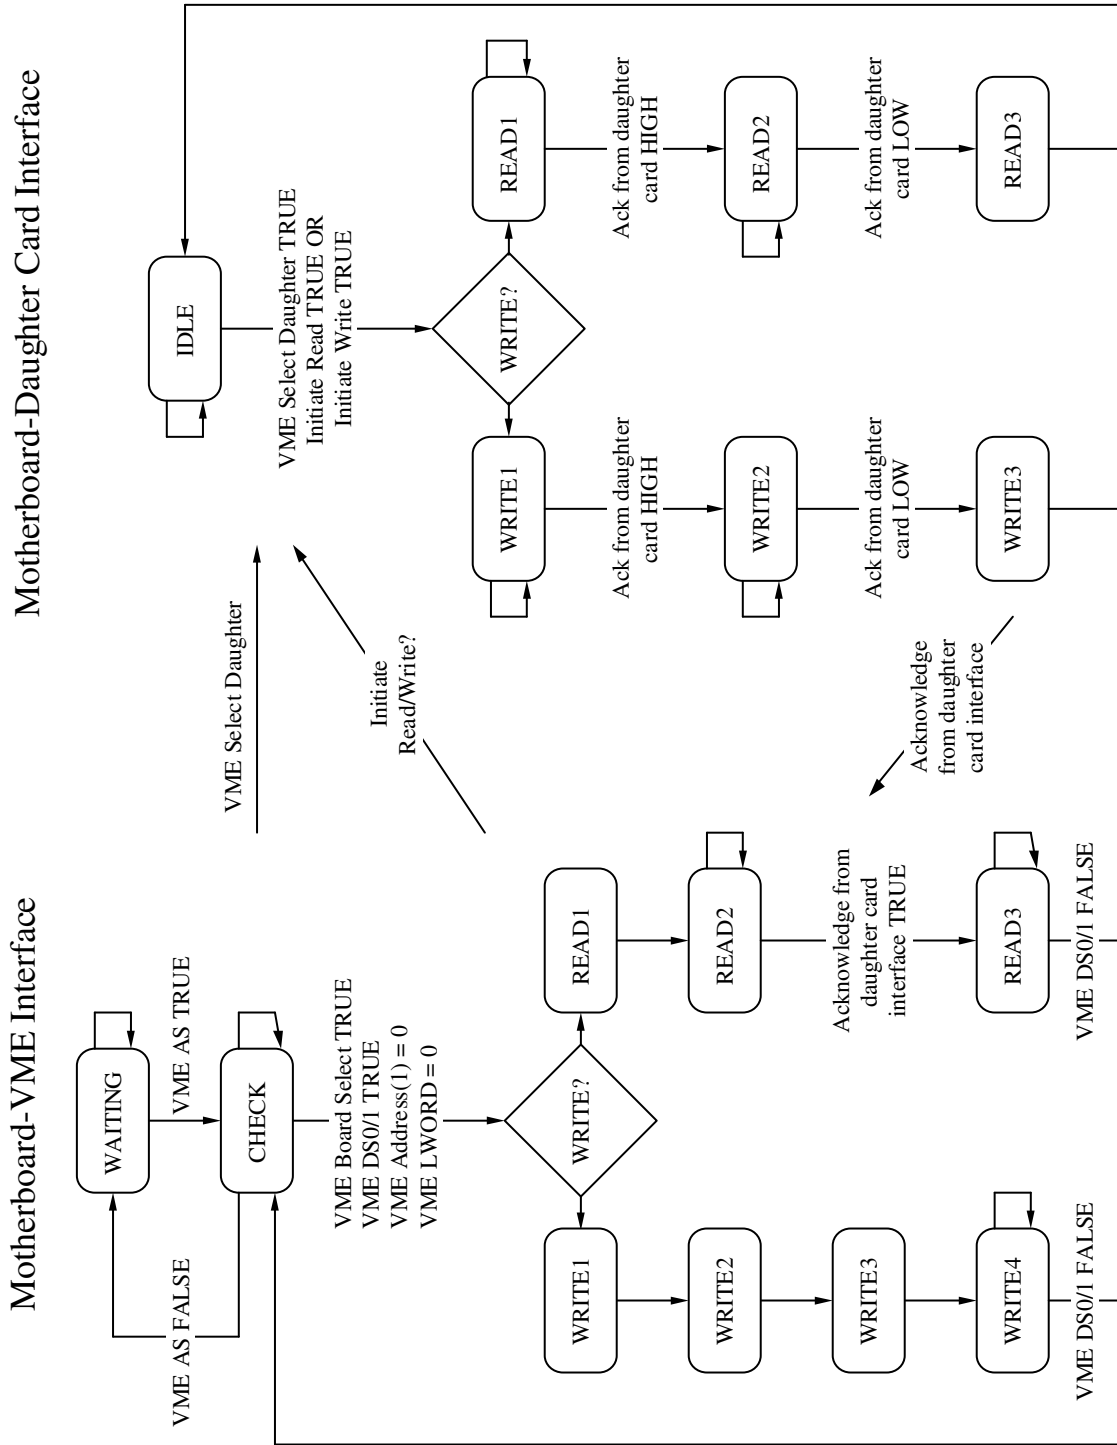 Motherboard-VME Interface
WAITING
VME AS TRUE
VME AS FALSE
CHECK
VME Board Select TRUE
VME DS0/1 TRUE
VME Address(1) = 0
VME LWORD = 0
WRITE?
WRITE1
WRITE2
WRITE3
WRITE4
VME DS0/1 FALSE
READ1
READ2
Acknowledge from
daughter card
interface TRUE
READ3
VME DS0/1 FALSE
VME Select Daughter
Initiate
Read/Write?
Acknowledge
from daughter
card interface
Motherboard-Daughter Card Interface
IDLE
VME Select Daughter TRUE
Initiate Read TRUE OR
Initiate Write TRUE
WRITE?
WRITE1
Ack from daughter
card HIGH
WRITE2
Ack from daughter
card LOW
WRITE3
READ1
Ack from daughter
card HIGH
READ2
Ack from daughter
card LOW
READ3